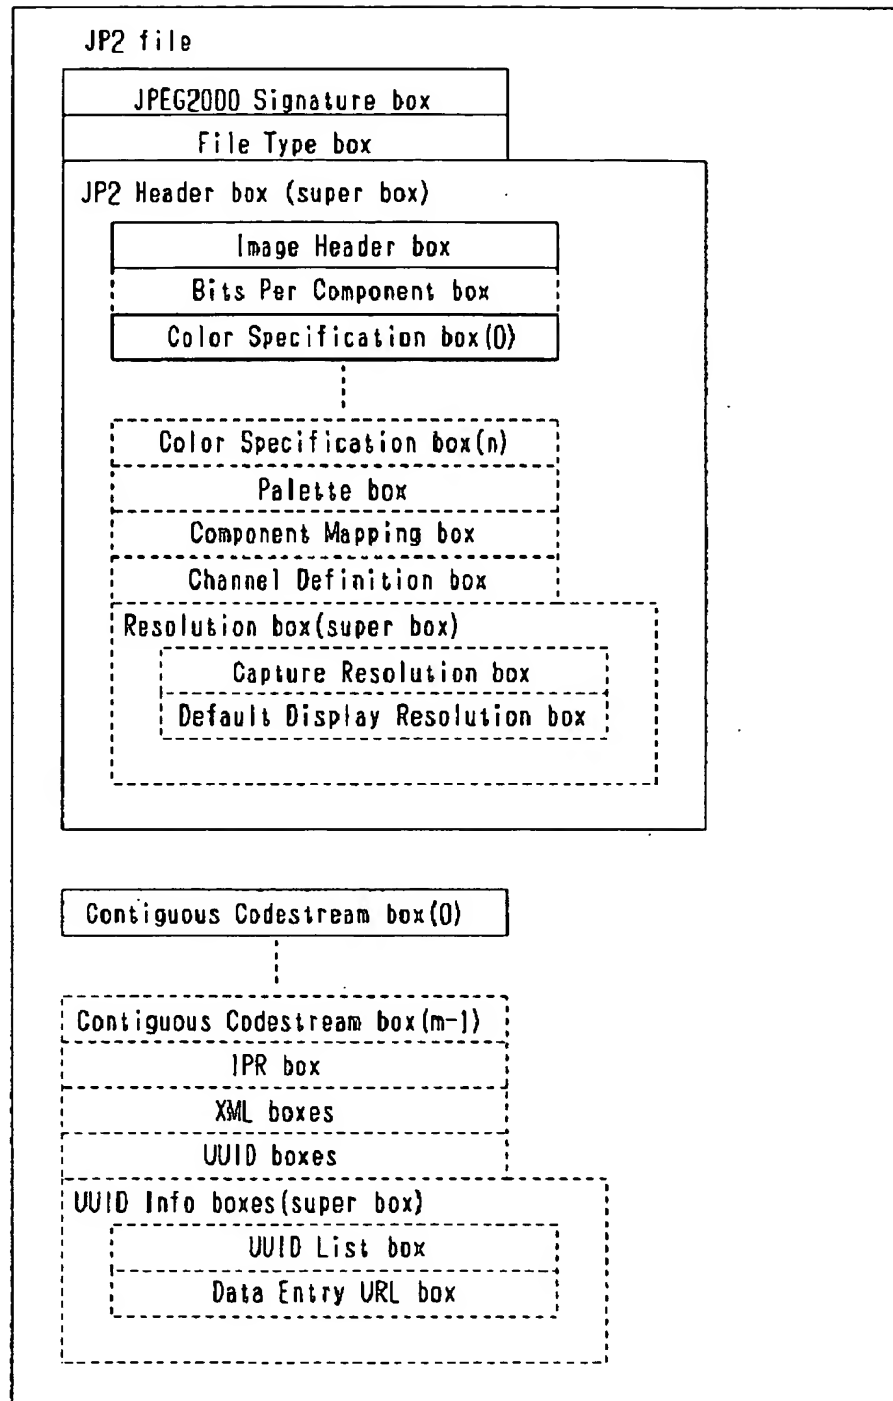 JP2 file
JPEG2000 Signature box
File Type box
JP2 Header box (super box)
Image Header box
Bits Per Component box
Color Specification box(0)
Color Specification box(n)
Palette box
Component Mapping box
Channel Definition box
Resolution box(super box)
Capture Resolution box
Default Display Resolution box
Contiguous Codestream box(0)
Contiguous Codestream box(m-1)
IPR box
XML boxes
UUID boxes
UUID Info boxes(super box)
UUID List box
Data Entry URL box